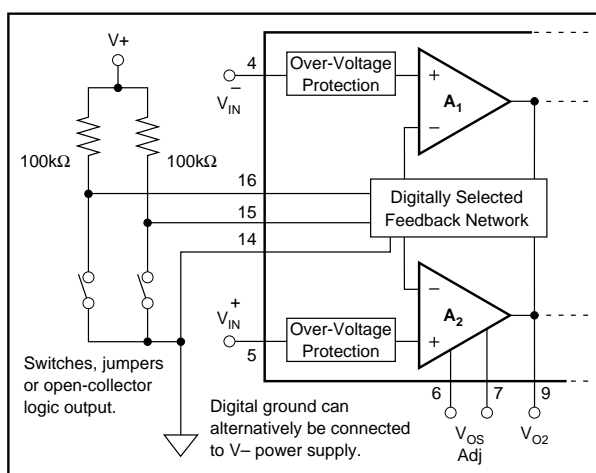 V+
4
V–IN
Over-Voltage
Protection
+
A1
–
100kΩ
100kΩ
16
15
14
Digitally Selected
Feedback Network
V+IN
5
Over-Voltage
Protection
–
A2
+
Switches, jumpers
or open-collector
logic output.
Digital ground can
alternatively be connected
to V– power supply.
6
7
9
VOS
Adj
VO2